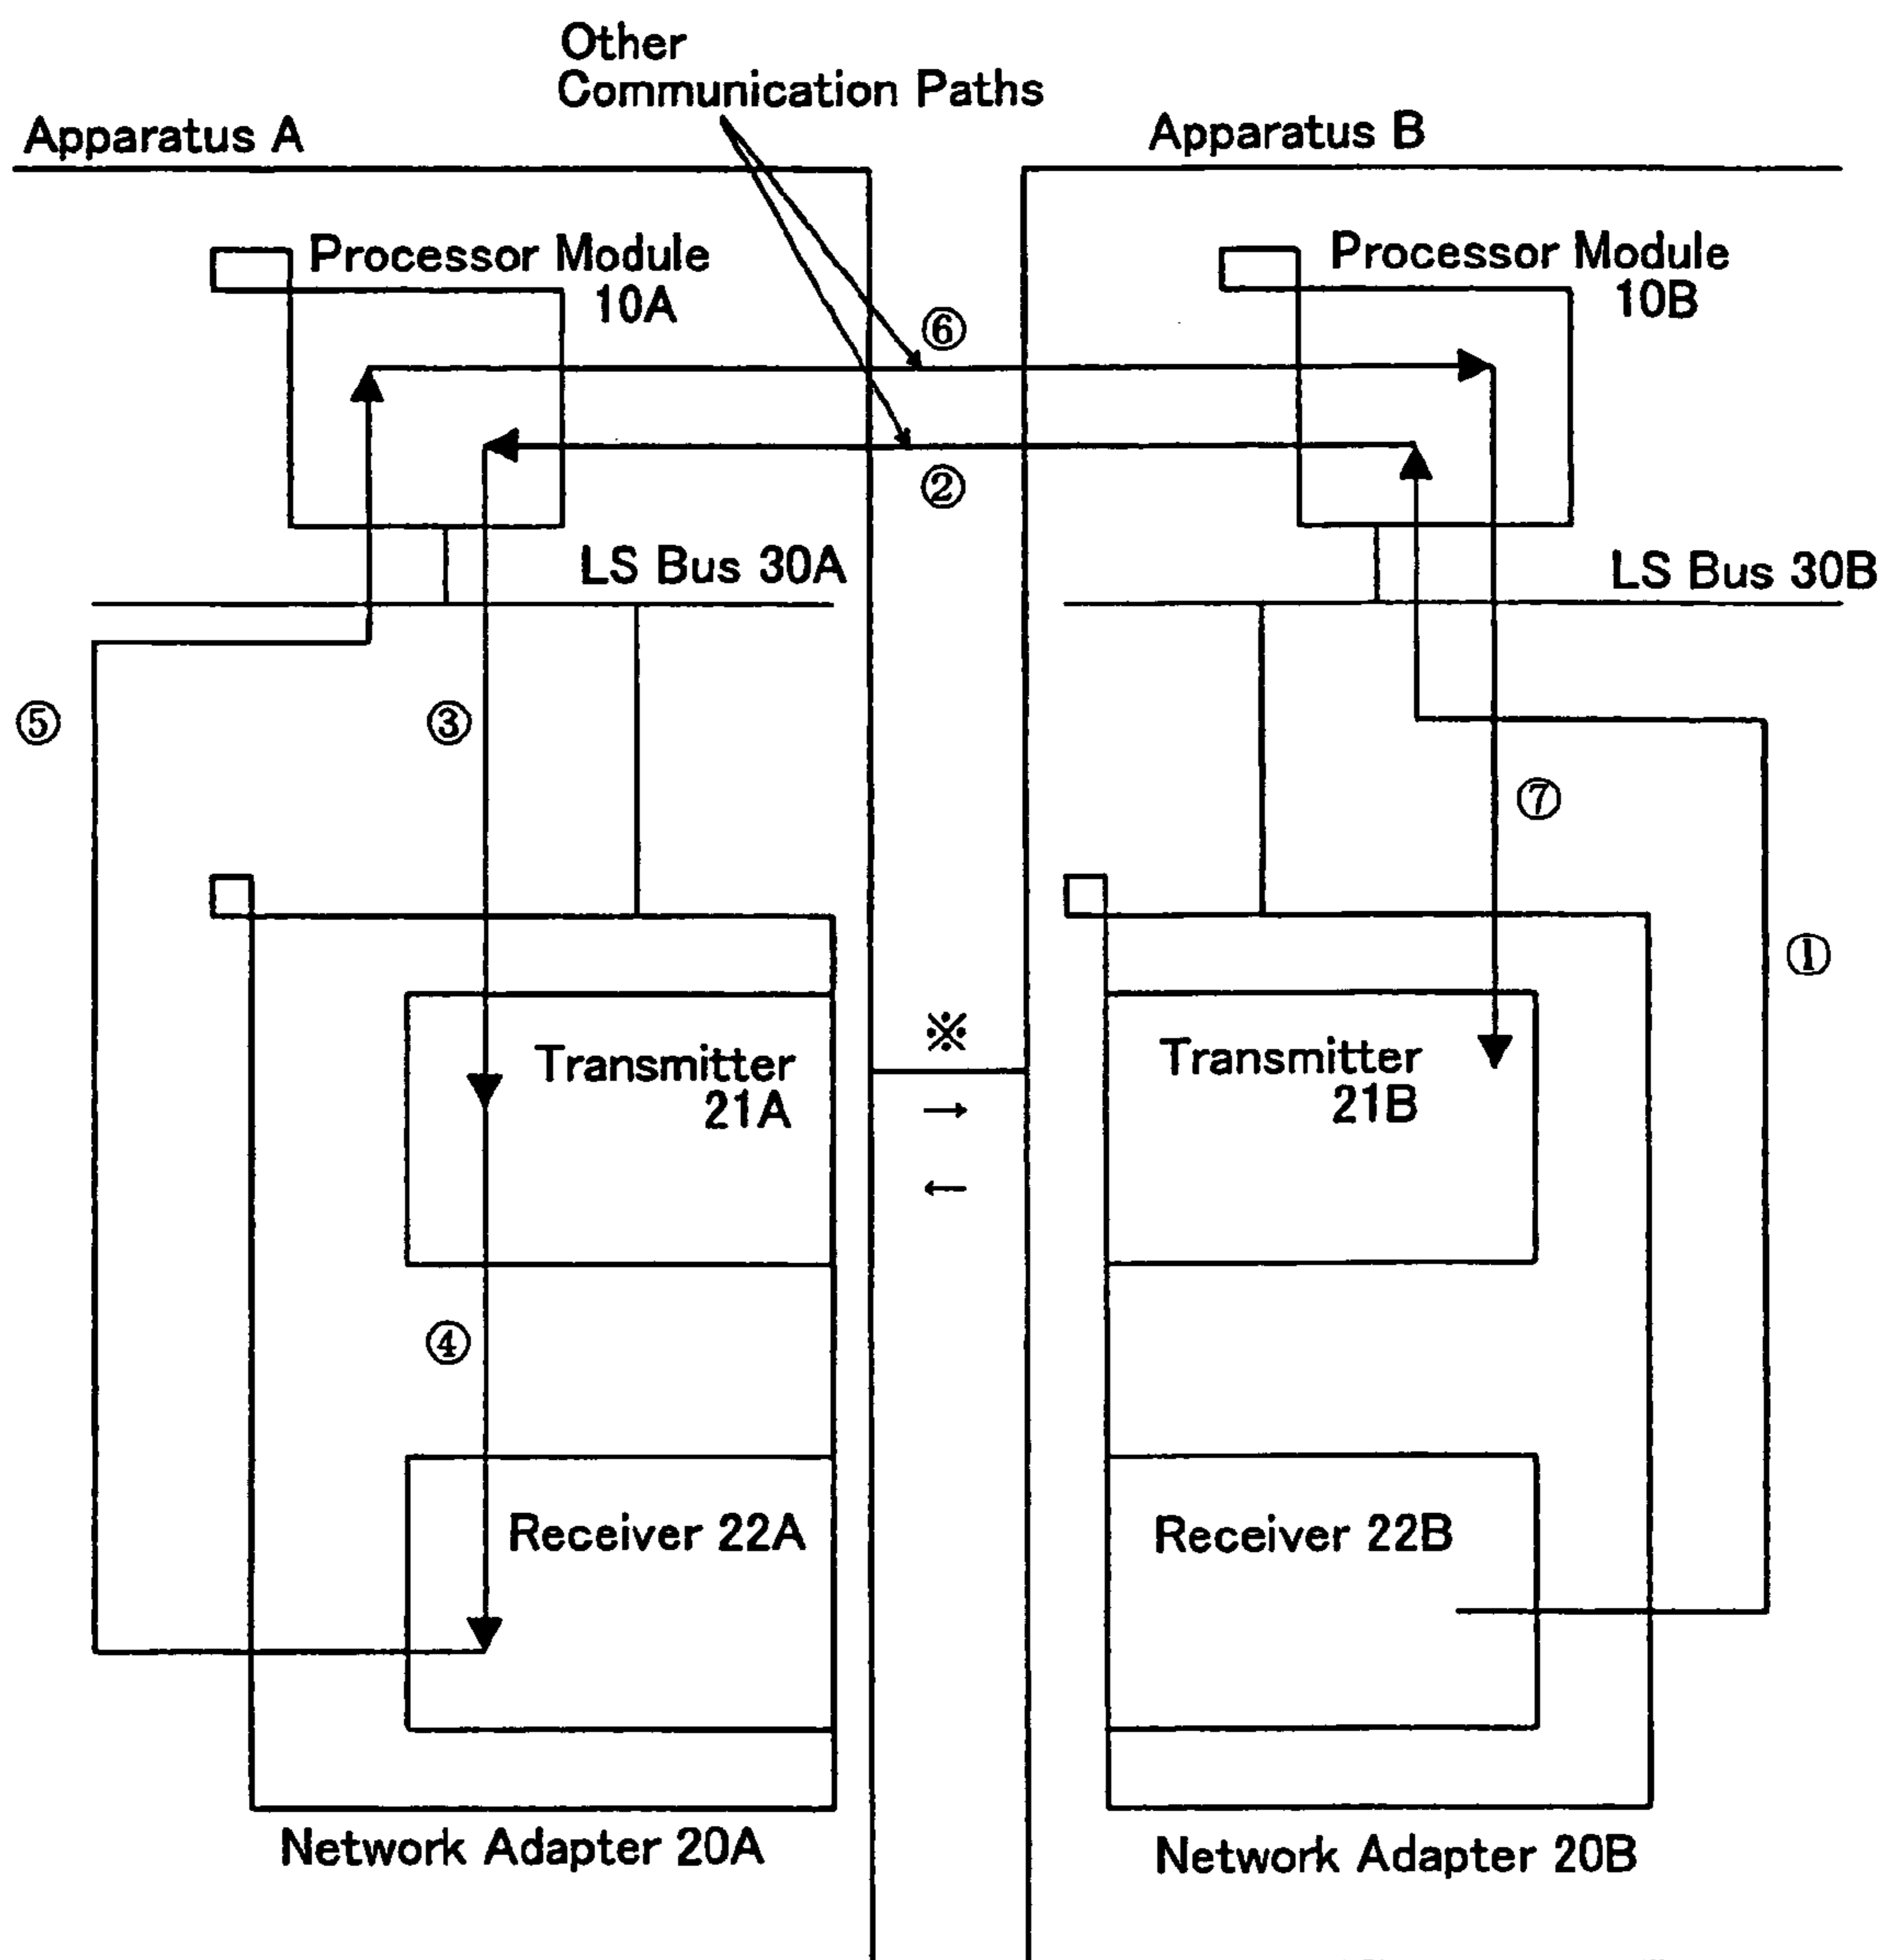 Other
Communication Paths
Apparatus A
Apparatus B
Processor Module
10A
Processor Module
10B
⑥
②
LS Bus 30A
LS Bus 30B
⑤
③
⑦
①
※
→
←
Transmitter
21A
Transmitter
21B
④
Receiver 22A
Receiver 22B
Network Adapter 20A
Network Adapter 20B